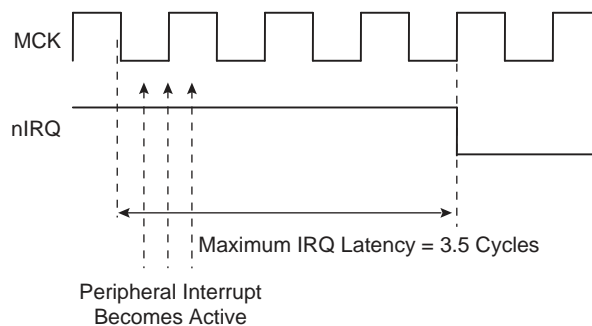 MCK
nIRQ
Maximum IRQ Latency = 3.5 Cycles
Peripheral Interrupt
Becomes Active